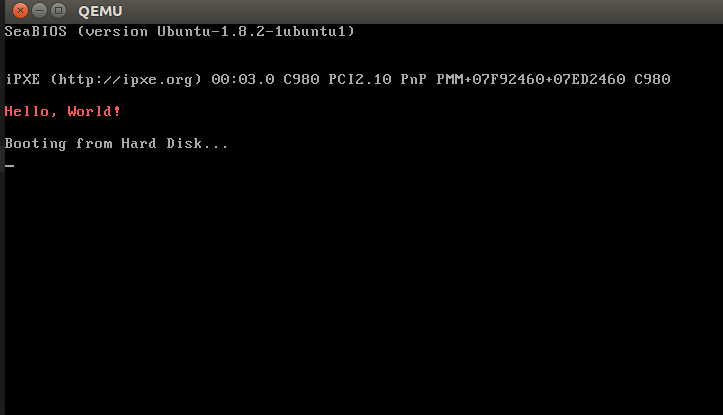 QEMU
SeaBIOS (version Ubuntu-1.8.2-1ubuntu1)
iPXE (http://ipxe.org) 00:03.0 C980 PCI2.10 PnP PMM+07F92460+07ED2460 C980
Hello, World!
Booting from Hard Disk...